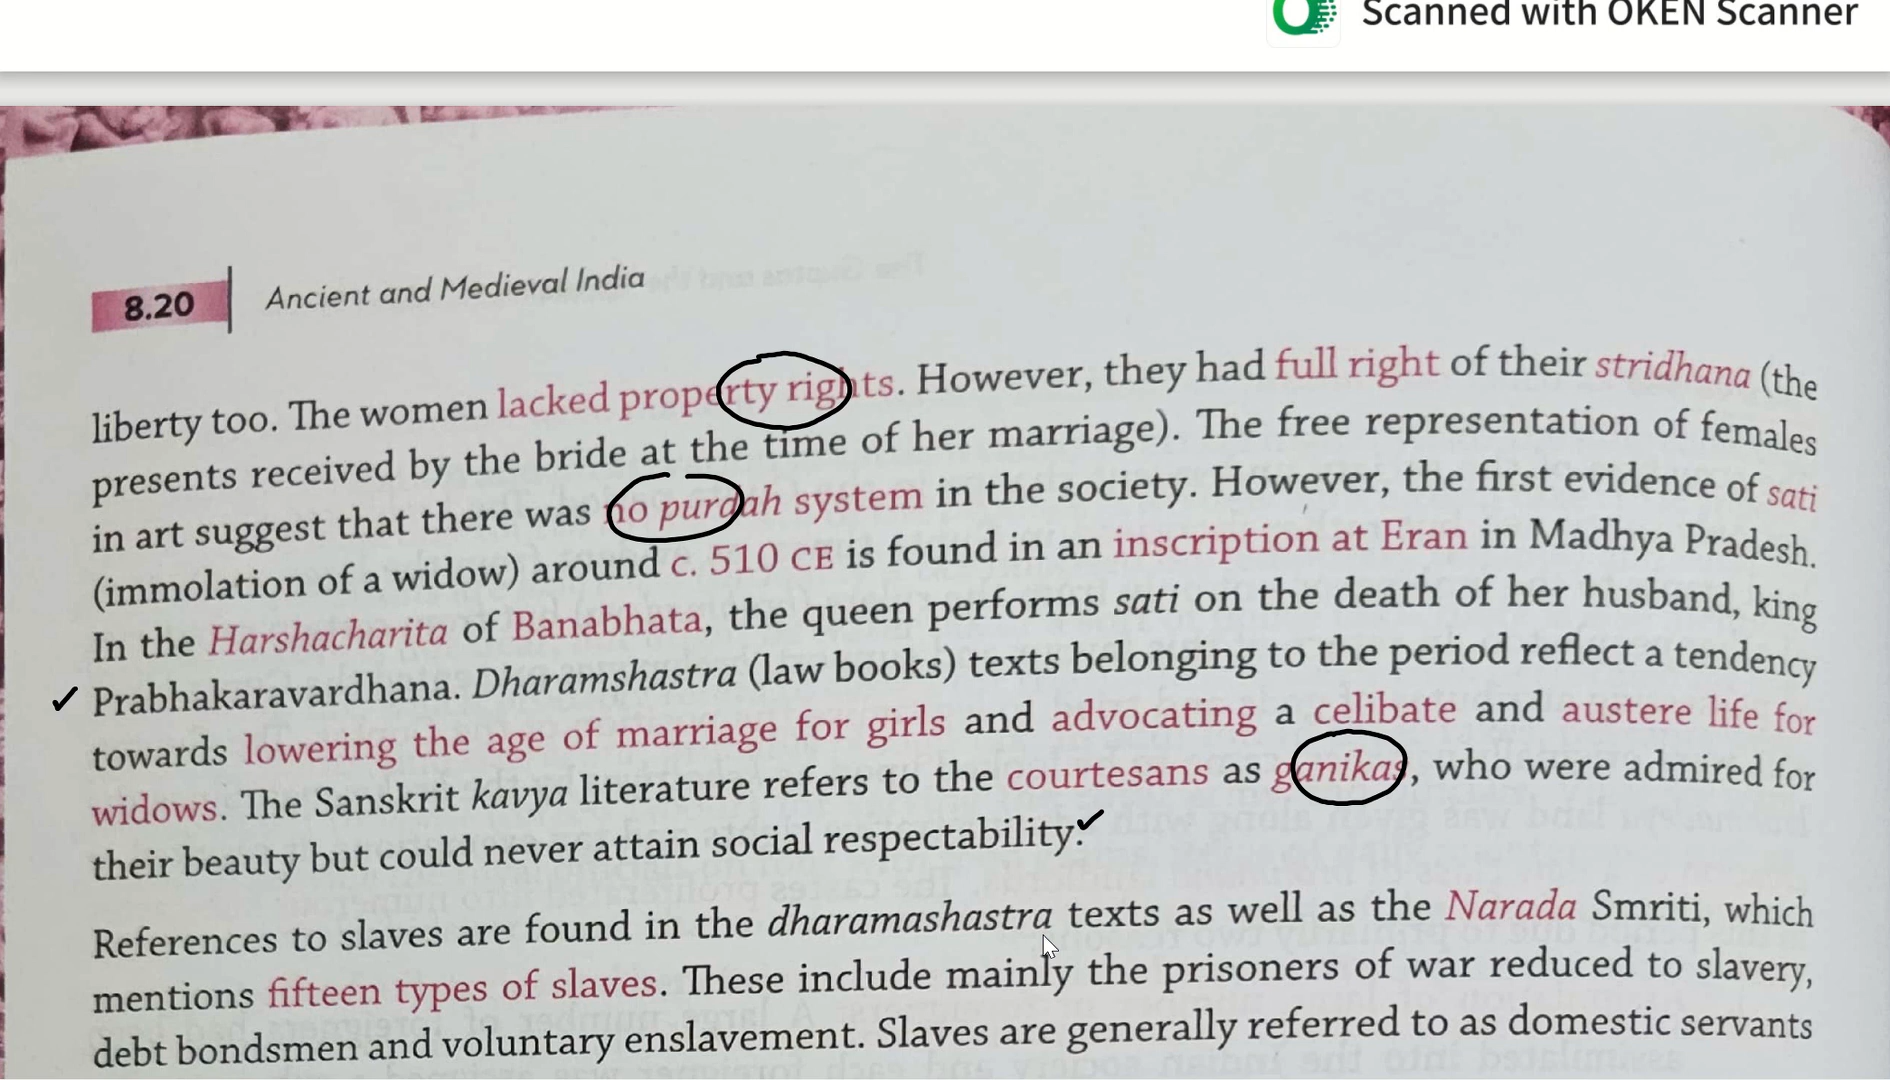 Scanned with OKEN Scanner
8.20 Ancient and Medieval India
liberty too. The women lacked property rights. However, they had full right of their stridhana (the
presents received by the bride at the time of her marriage). The free representation of females
in art suggest that there was no purdah system in the society. However, the first evidence of sati
(immolation of a widow) around c. 510 CE is found in an inscription at Eran in Madhya Pradesh.
In the Harshacharita of Banabhata, the queen performs sati on the death of her husband, king
Prabhakaravardhana. Dharamshastra (law books) texts belonging to the period reflect a tendency
towards lowering the age of marriage for girls and advocating a celibate and austere life for
widows. The Sanskrit kavya literature refers to the courtesans as ganikas, who were admired for
their beauty but could never attain social respectability.
References to slaves are found in the dharamashastra texts as well as the Narada Smriti, which
mentions fifteen types of slaves. These include mainly the prisoners of war reduced to slavery,
debt bondsmen and voluntary enslavement. Slaves are generally referred to as domestic servants